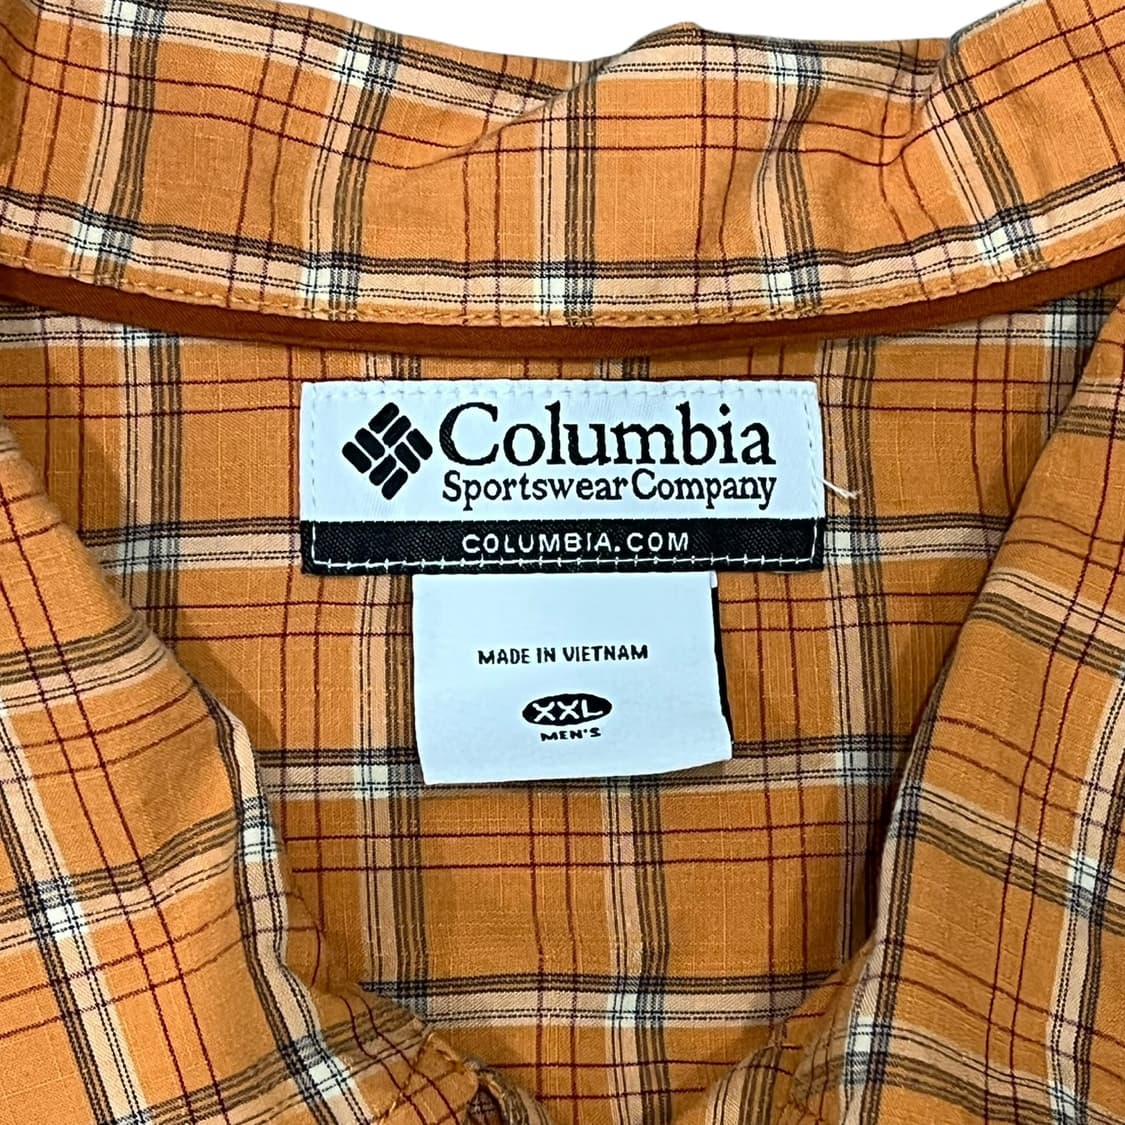 Columbia
Sportswear Company
COLUMBIA.COM
MADE IN VIETNAM
XXL
MEN'S